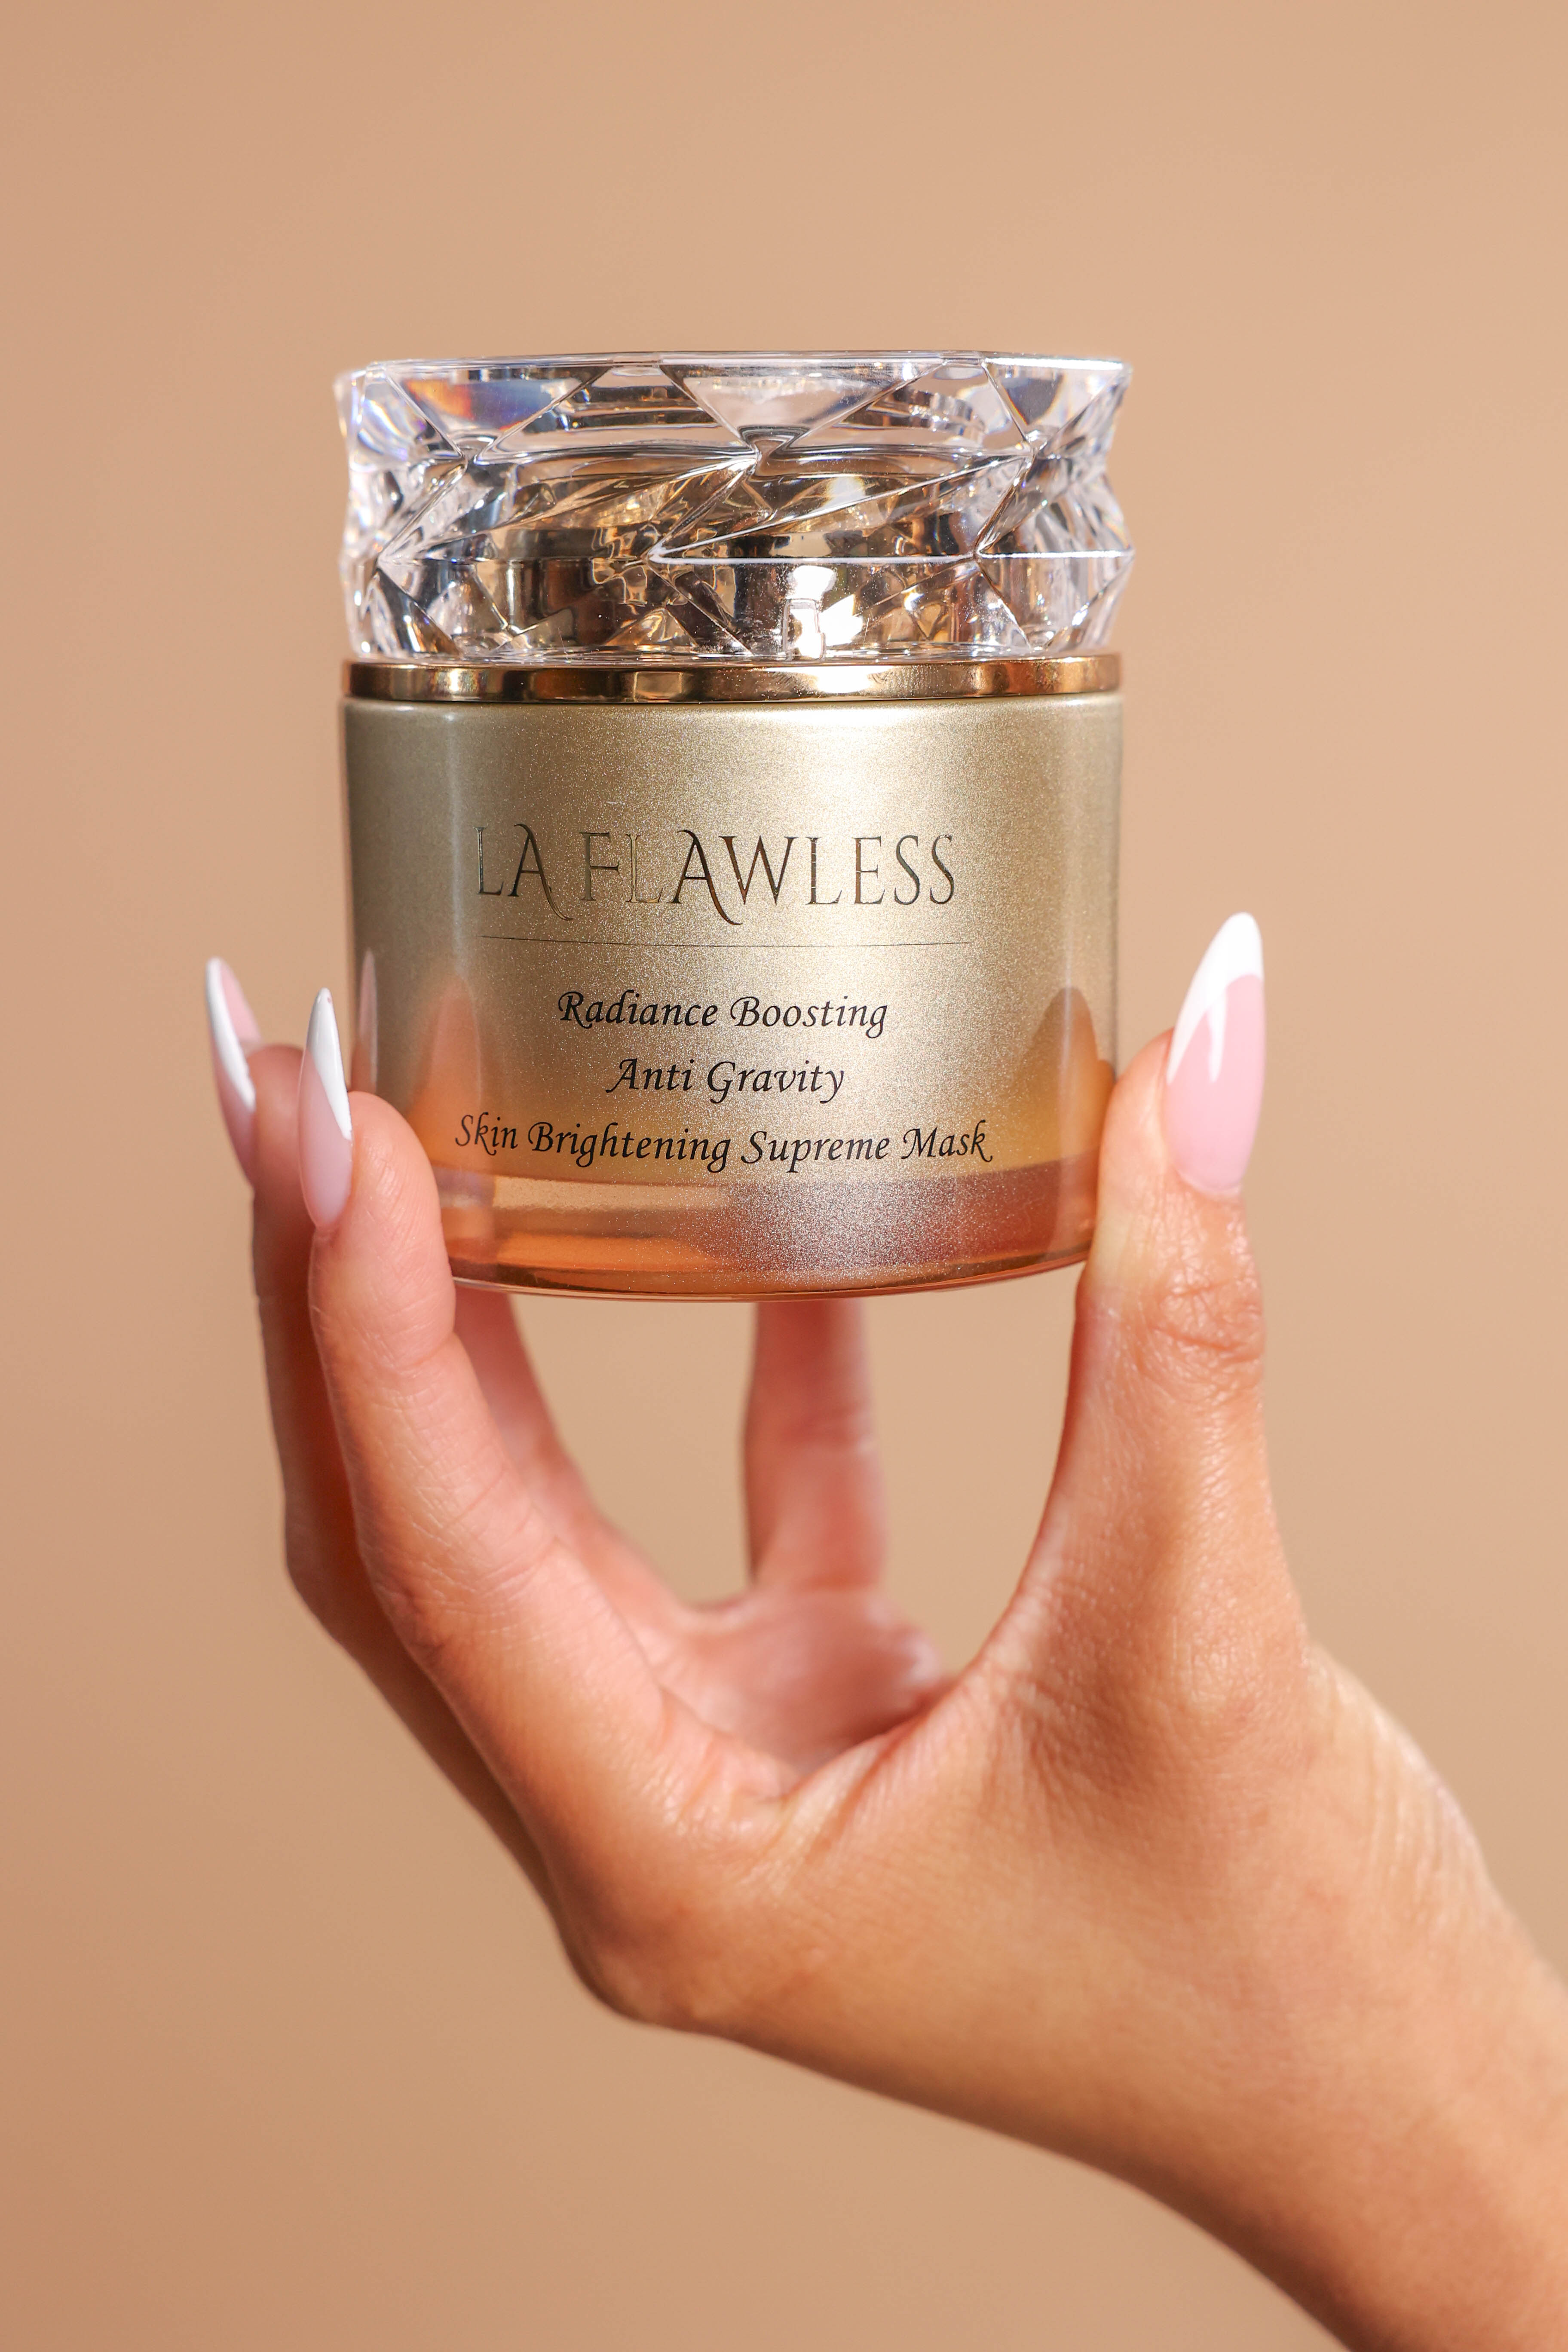 LA FLAWLESS
Radiance Boosting
Anti Gravity
Skin Brightening Supreme Mask